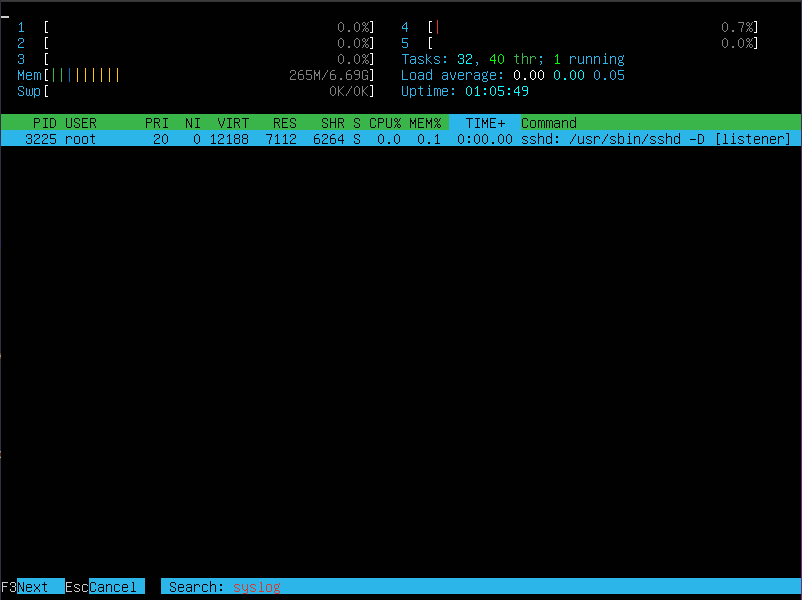 1 [ 0.0%] 4 [| 0.7%]
2 [ 0.0%] 5 [ 0.0%]
3 [ 0.0%] Tasks: 32, 40 thr; 1 running
Mem[||||||||| 265M/6.69G] Load average: 0.00 0.00 0.05
Swp[ 0K/0K] Uptime: 01:05:49
PID USER PRI NI VIRT RES SHR S CPU% MEM% TIME+ Command
3225 root 20 0 12188 7112 6264 S 0.0 0.1 0:00.00 sshd: /usr/sbin/sshd -D [listener]
F3Next EscCancel Search: syslog